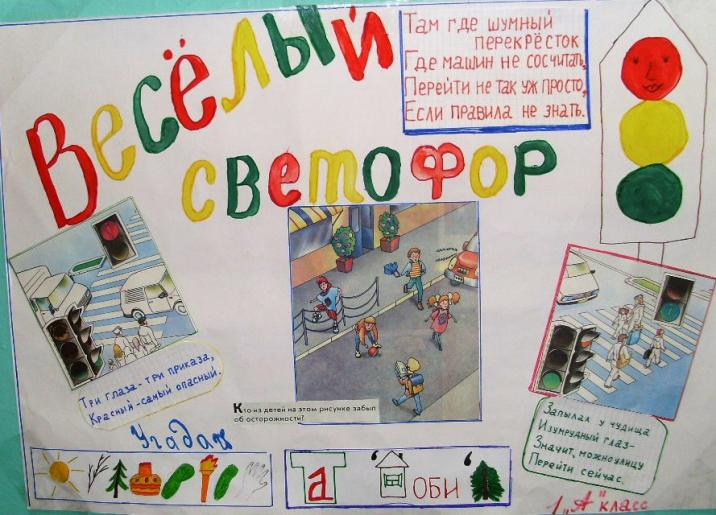 Весёлый
светофор
Там где шумный
перекрёсток
Где машин не сосчитать,
Перейти не так уж просто,
Если правила не знать.
Три глаза-три приказа,
Красный-самый опасный.
Кто из детей на этом рисунке забыл
об осторожности?
Запылал у чудища
Изумрудный глаз-
Значит, можно улицу
Перейти сейчас.
Угадай
Та ' оби '
1 „А" класс